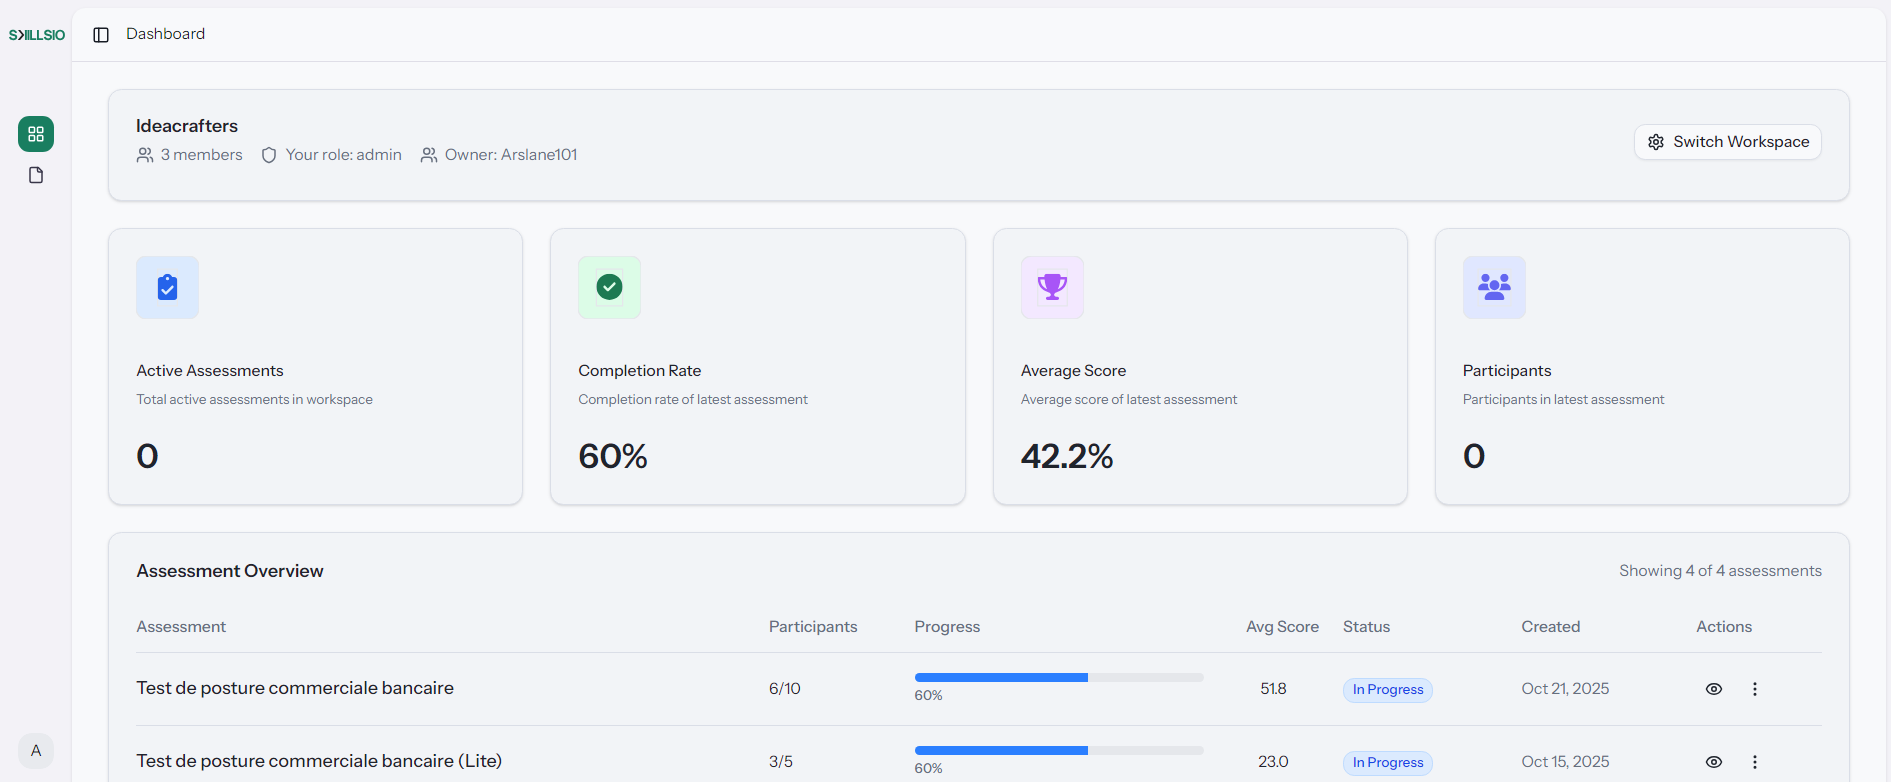 SKILLSIO
Dashboard
Ideacrafters
3 members Your role: admin Owner: Arslane101
Switch Workspace
Active Assessments
Total active assessments in workspace
0
Completion Rate
Completion rate of latest assessment
60%
Average Score
Average score of latest assessment
42.2%
Participants
Participants in latest assessment
0
Assessment Overview
Showing 4 of 4 assessments
Assessment Participants Progress Avg Score Status Created Actions
Test de posture commerciale bancaire 6/10 60% 51.8 In Progress Oct 21, 2025
Test de posture commerciale bancaire (Lite) 3/5 60% 23.0 In Progress Oct 15, 2025
A